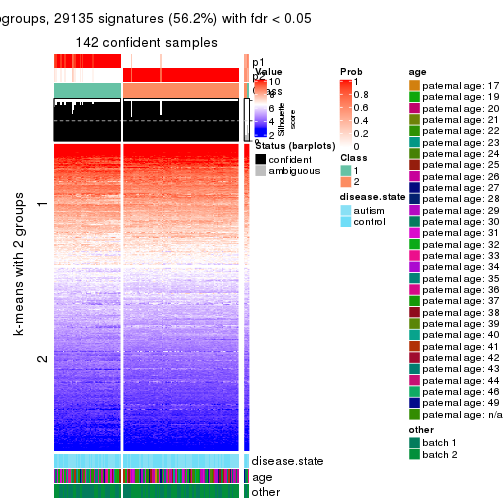 ogroups, 29135 signatures (56.2%) with fdr < 0.05
142 confident samples
p1
p2
Class
Silhouette
score
1
2
k-means with 2 groups
disease.state
age
other
Value
10
8
6
4
2
Status (barplots)
confident
ambiguous
Prob
1
0.8
0.6
0.4
0.2
0
Class
1
2
disease.state
autism
control
age
paternal age: 17
paternal age: 19
paternal age: 20
paternal age: 21
paternal age: 22
paternal age: 23
paternal age: 24
paternal age: 25
paternal age: 26
paternal age: 27
paternal age: 28
paternal age: 29
paternal age: 30
paternal age: 31
paternal age: 32
paternal age: 33
paternal age: 34
paternal age: 35
paternal age: 36
paternal age: 37
paternal age: 38
paternal age: 39
paternal age: 40
paternal age: 41
paternal age: 42
paternal age: 43
paternal age: 44
paternal age: 46
paternal age: 49
paternal age: n/a
other
batch 1
batch 2